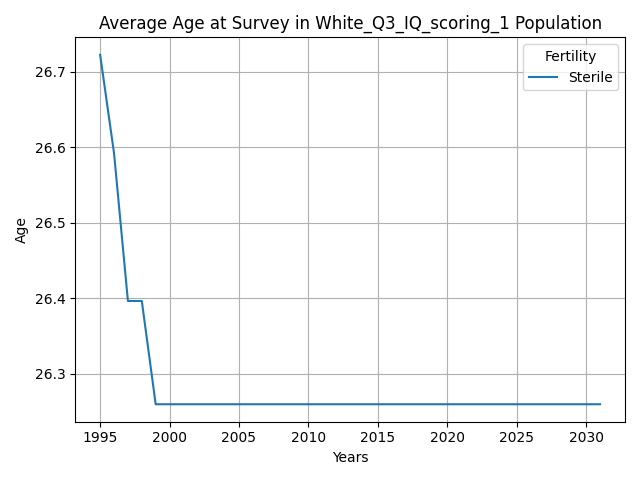 Average Age at Survey in White_Q3_IQ_scoring_1 Population
Fertility
Sterile
26.7
26.6
26.5
26.4
26.3
Age
1995 2000 2005 2010 2015 2020 2025 2030
Years